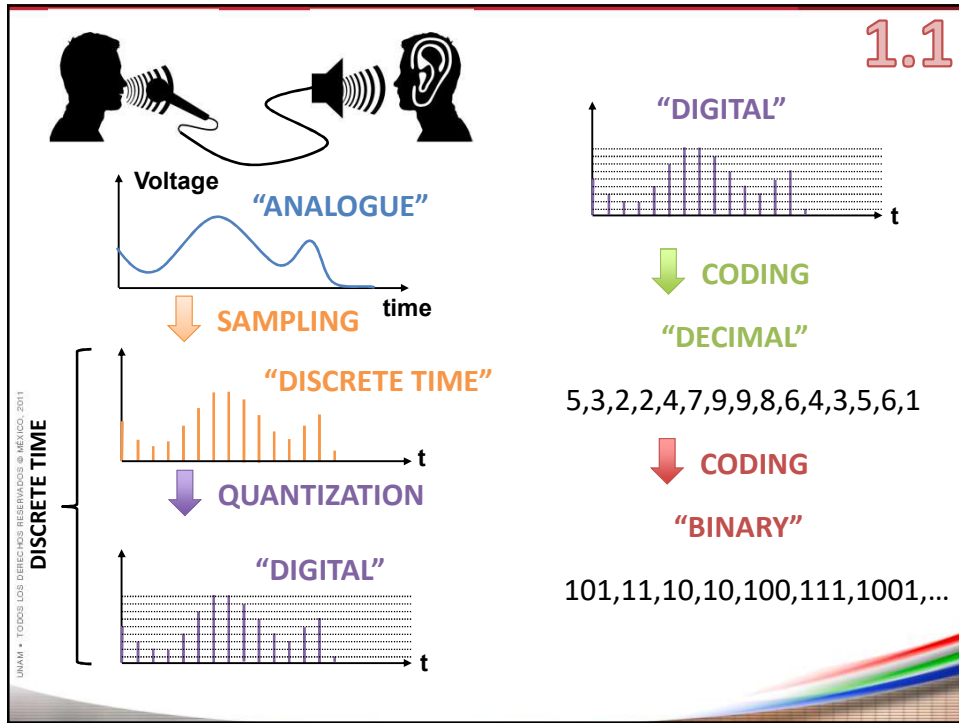 1.1
Voltage
“ANALOGUE”
time
SAMPLING
“DISCRETE TIME”
t
QUANTIZATION
“DIGITAL”
t
DISCRETE TIME
UNAM • TODOS LOS DERECHOS RESERVADOS © MÉXICO, 2011
“DIGITAL”
t
CODING
“DECIMAL”
5,3,2,2,4,7,9,9,8,6,4,3,5,6,1
CODING
“BINARY”
101,11,10,10,100,111,1001,…